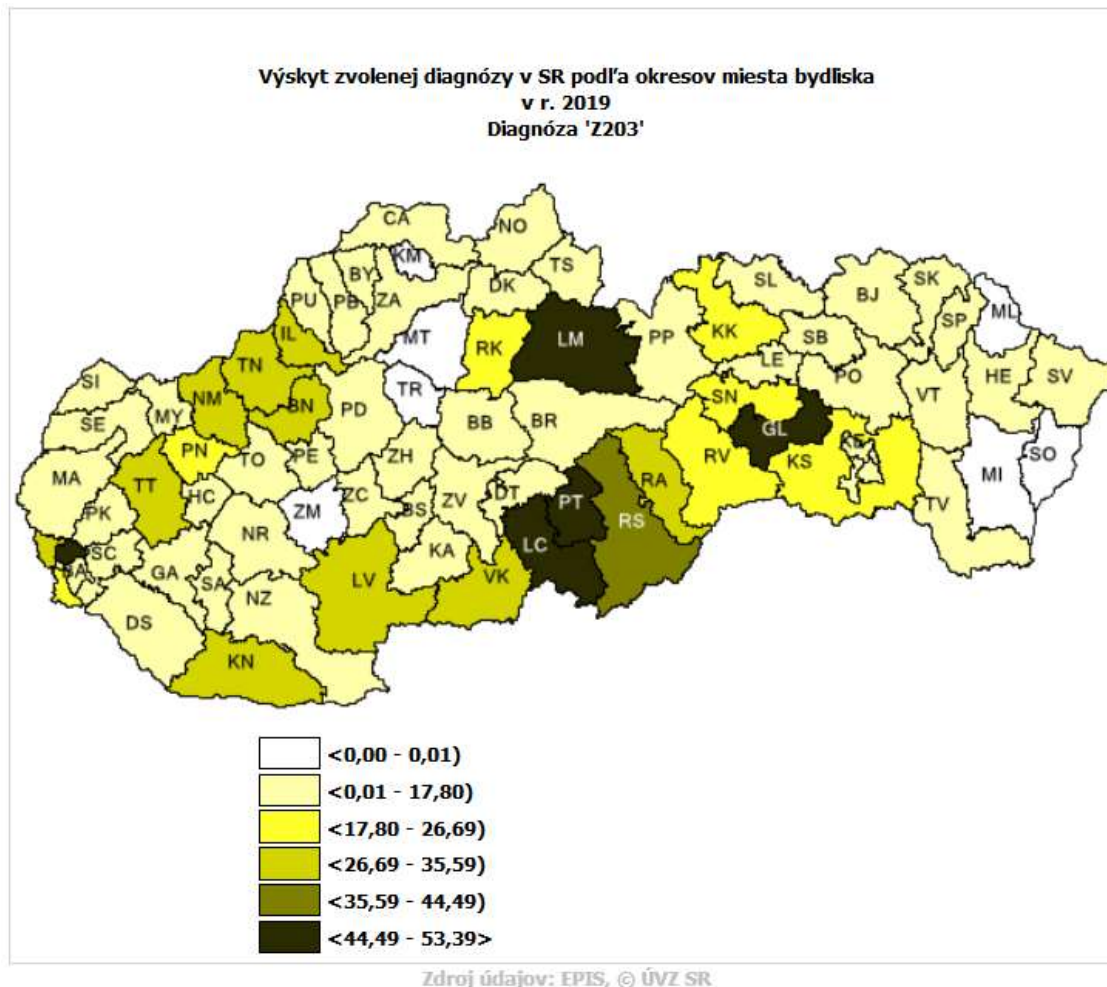 Výskyt zvolenej diagnózy v SR podľa okresov miesta bydliska
v r. 2019
Diagnóza 'Z203'
CA
NO
KM
TS
BY
PU
PB
ZA
DK
SL
SK
BJ
ML
SP
IL
MT
RK
LM
PP
KK
SB
TN
LE
HE
SV
SI
NM
BN
TR
PD
PO
VT
SE
MY
BB
BR
SN
GL
PN
TO
PE
ZH
RV
KS
KE
SO
MA
TT
HC
ZC
BS
ZV
DT
PT
RA
MI
PK
ZM
RS
TV
NR
SC
BA
GA
SA
KA
LC
NZ
LV
VK
DS
KN
<0,00 - 0,01)
<0,01 - 17,80)
<17,80 - 26,69)
<26,69 - 35,59)
<35,59 - 44,49)
<44,49 - 53,39>
Zdroj údajov: EPIS, © ÚVZ SR